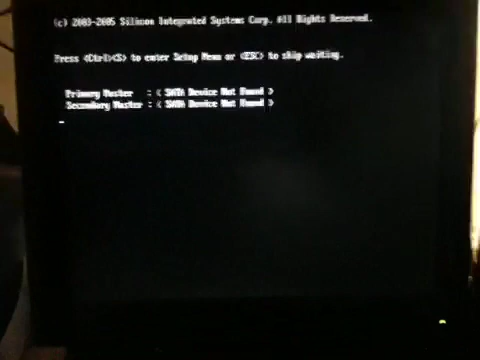 (c) 2003-2005 Silicon Integrated Systems Corp. All Rights Reserved.
Press <Ctrl><S> to enter Setup Menu or <ESC> to skip waiting.
Primary Master : < SATA Device Not Found >
Secondary Master : < SATA Device Not Found >